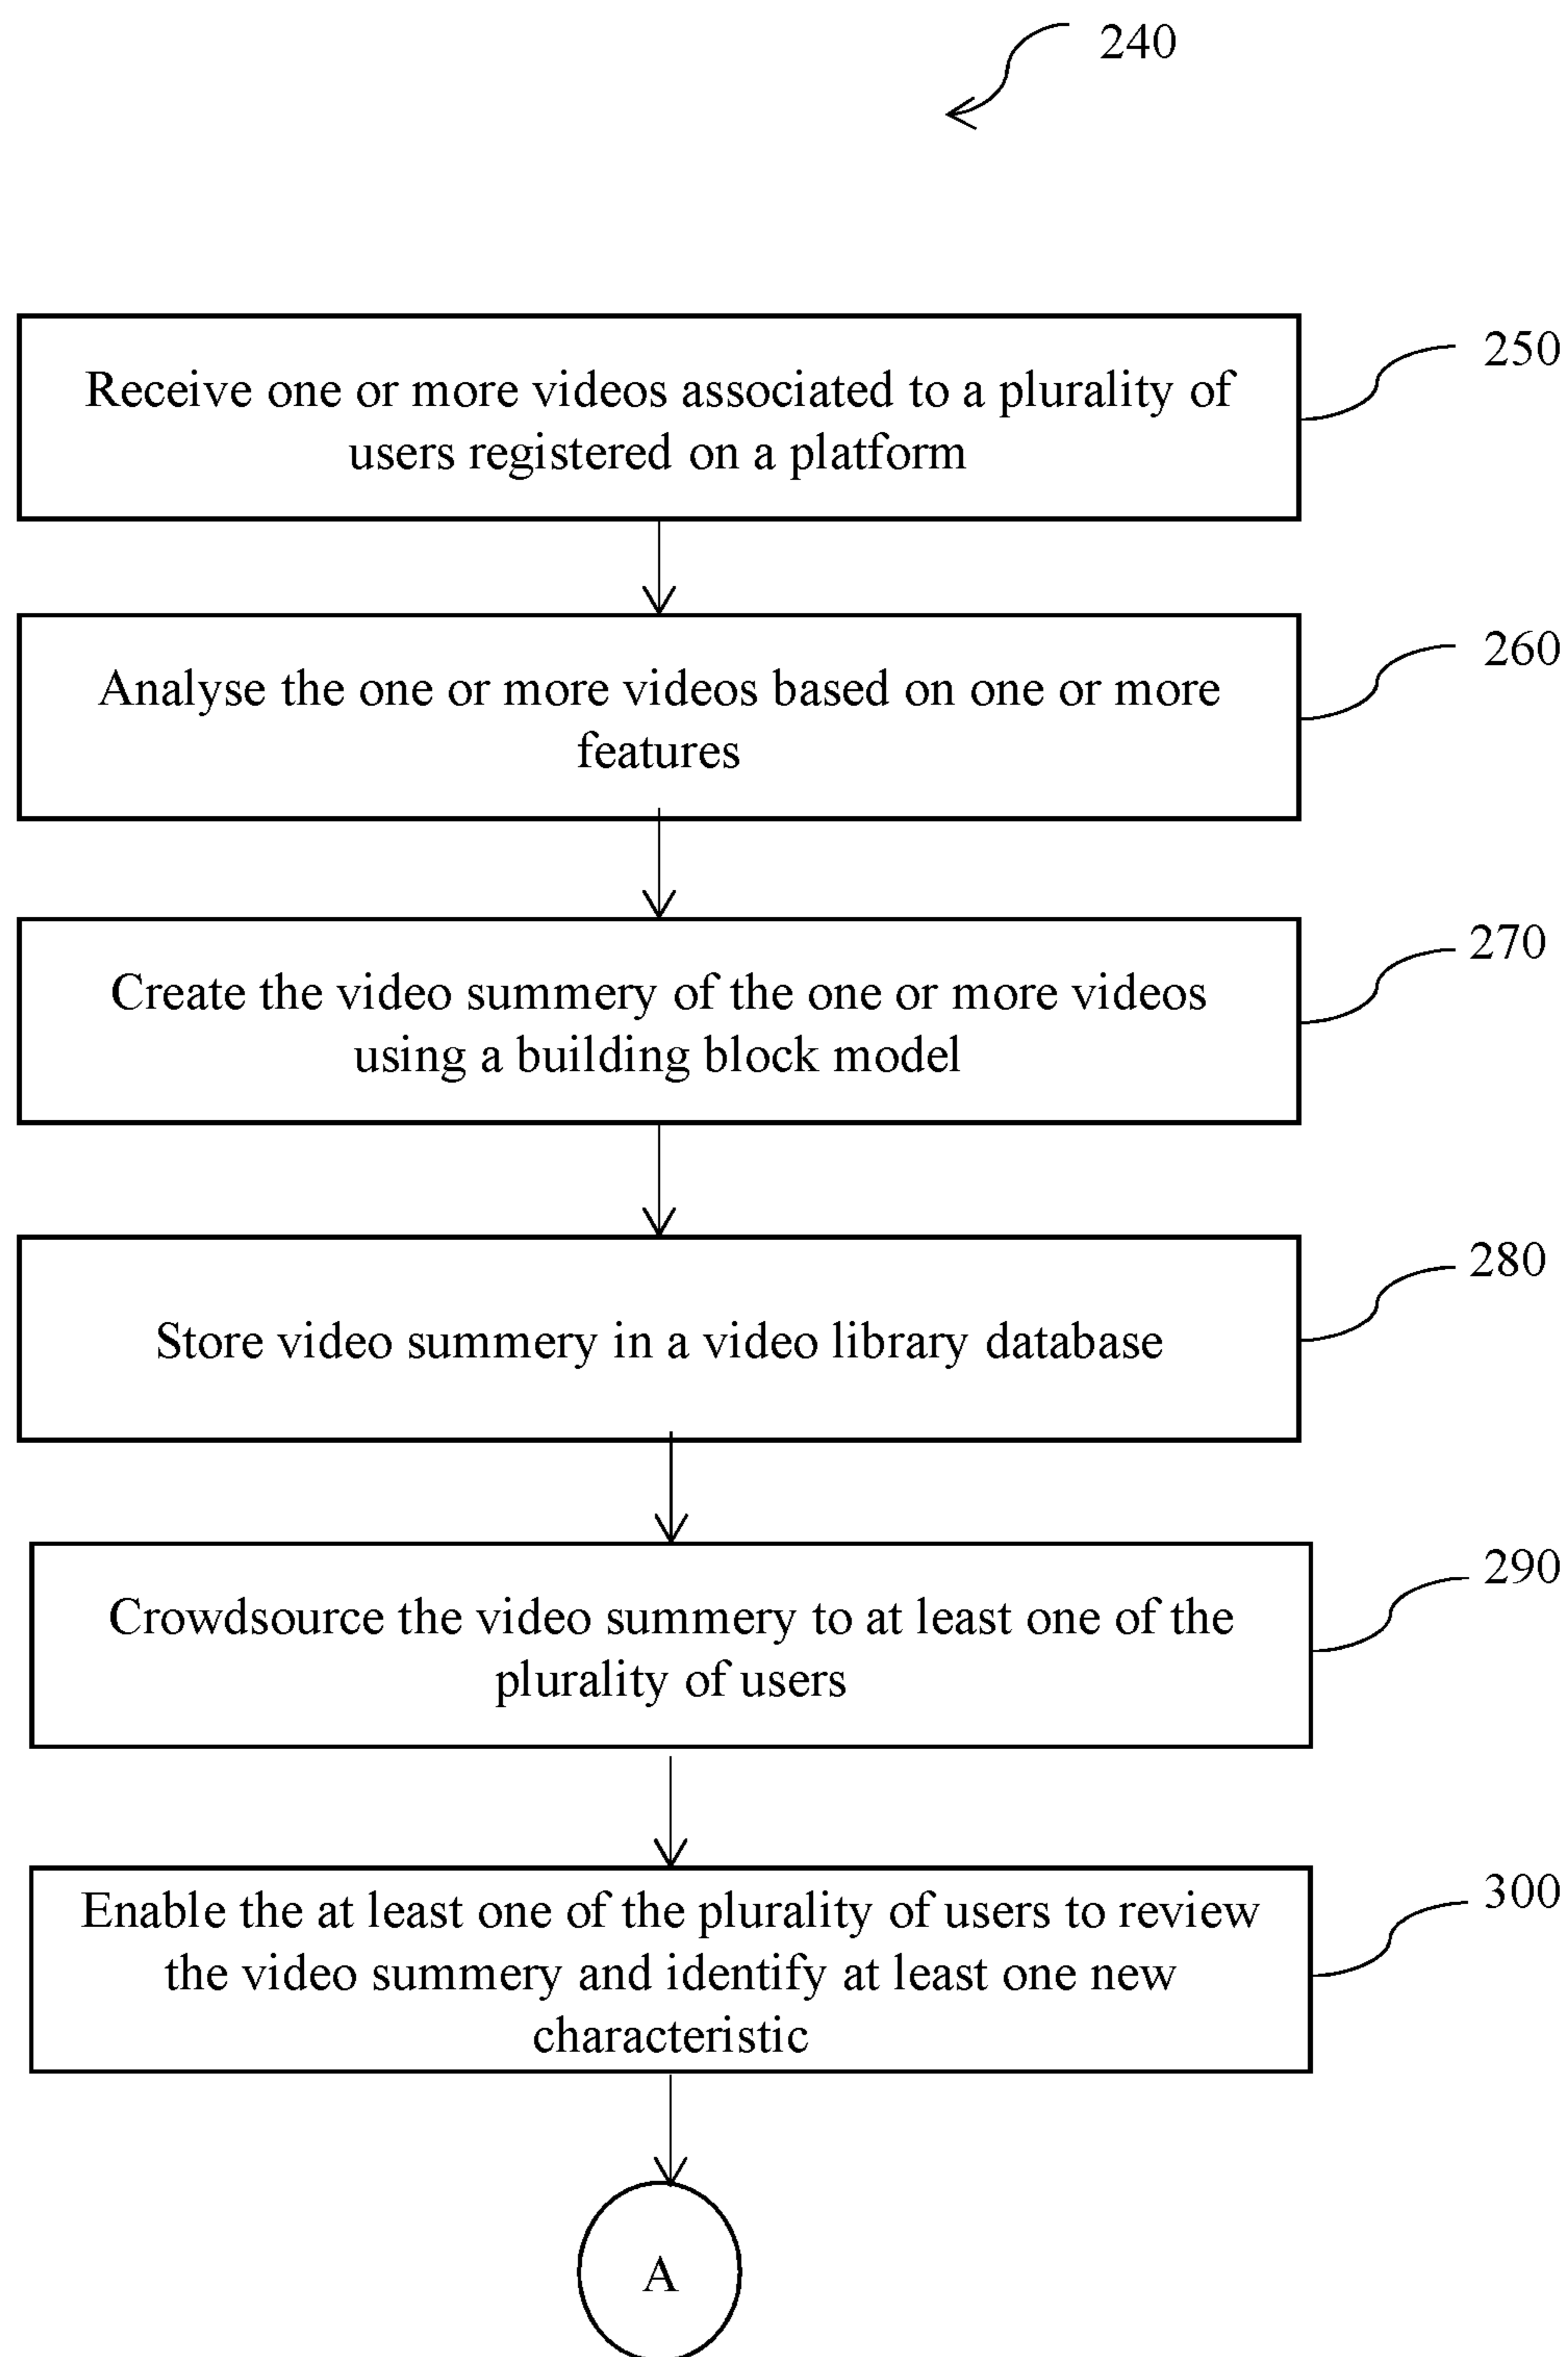 240
Receive one or more videos associated to a plurality of
users registered on a platform
250
Analyse the one or more videos based on one or more
features
260
Create the video summery of the one or more videos
using a building block model
270
Store video summery in a video library database
280
Crowdsource the video summery to at least one of the
plurality of users
290
Enable the at least one of the plurality of users to review
the video summery and identify at least one new
characteristic
300
A